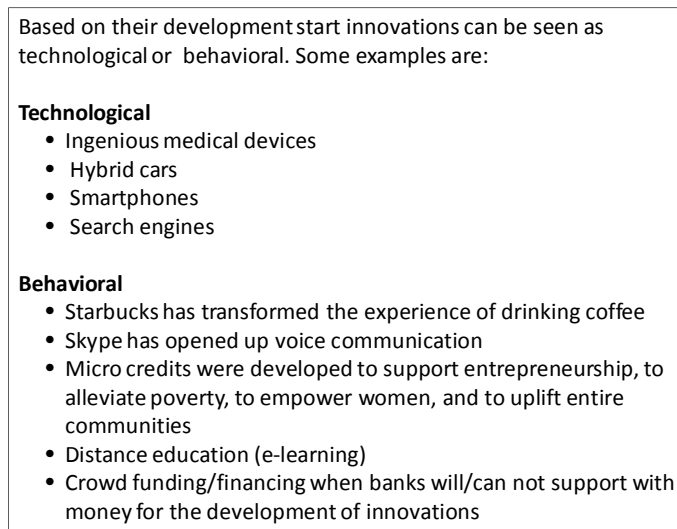 Based on their development start innovations can be seen as
technological or behavioral. Some examples are:
Technological
• Ingenious medical devices
• Hybrid cars
• Smartphones
• Search engines
Behavioral
• Starbucks has transformed the experience of drinking coffee
• Skype has opened up voice communication
• Micro credits were developed to support entrepreneurship, to
alleviate poverty, to empower women, and to uplift entire
communities
• Distance education (e-learning)
• Crowd funding/financing when banks will/can not support with
money for the development of innovations